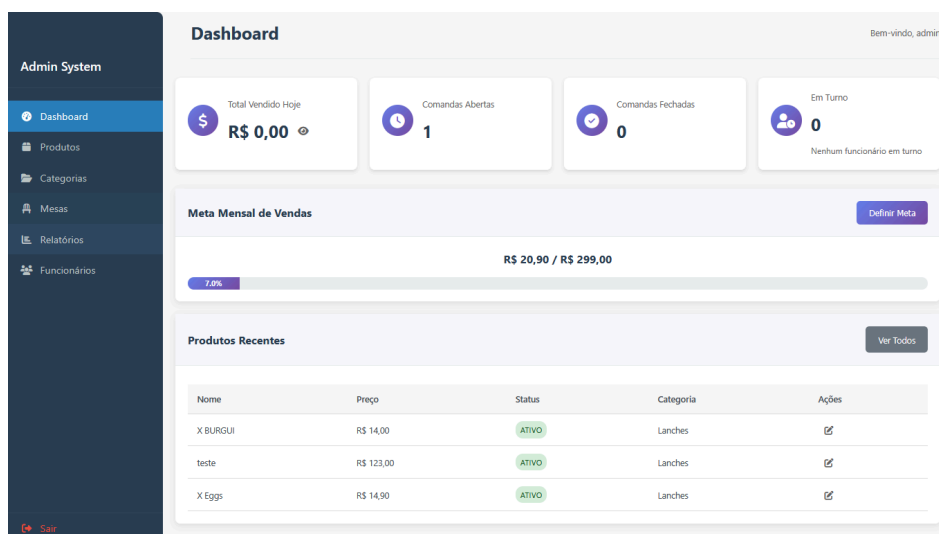 Dashboard
Bem-vindo, admin
Admin System
Dashboard
Produtos
Categorias
Mesas
Relatórios
Funcionários
Sair
Total Vendido Hoje
R$ 0,00
Comandas Abertas
1
Comandas Fechadas
0
Em Turno
0
Nenhum funcionário em turno
Meta Mensal de Vendas
Definir Meta
R$ 20,90 / R$ 299,00
7.0%
Produtos Recentes
Ver Todos
Nome Preço Status Categoria Ações
X BURGUI R$ 14,00 ATIVO Lanches
teste R$ 123,00 ATIVO Lanches
X Eggs R$ 14,90 ATIVO Lanches